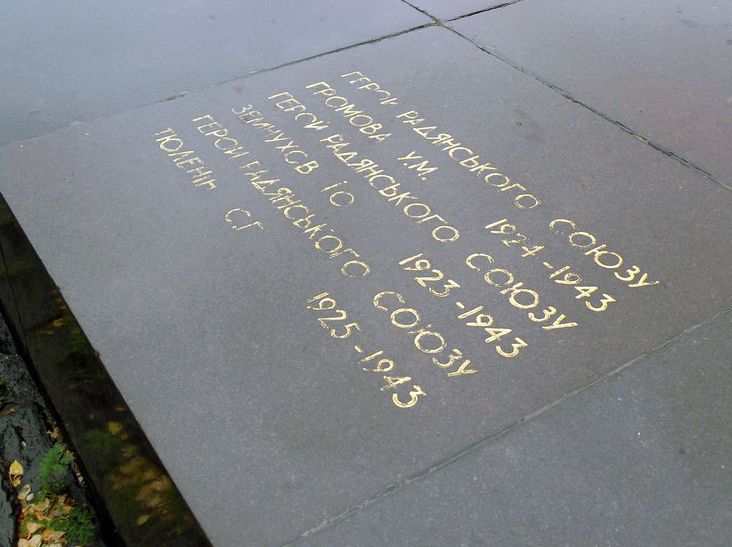 ГЕРОЙ РАДЯНСЬКОГО СОЮЗУ
ГРОМОВА У.М. 1924-1943
ГЕРОЙ РАДЯНСЬКОГО СОЮЗУ
ЗЕМНУХОВ І О 1923-1943
ГЕРОЙ РАДЯНСЬКОГО СОЮЗУ
ТЮЛЕНІН С.Г 1925-1943